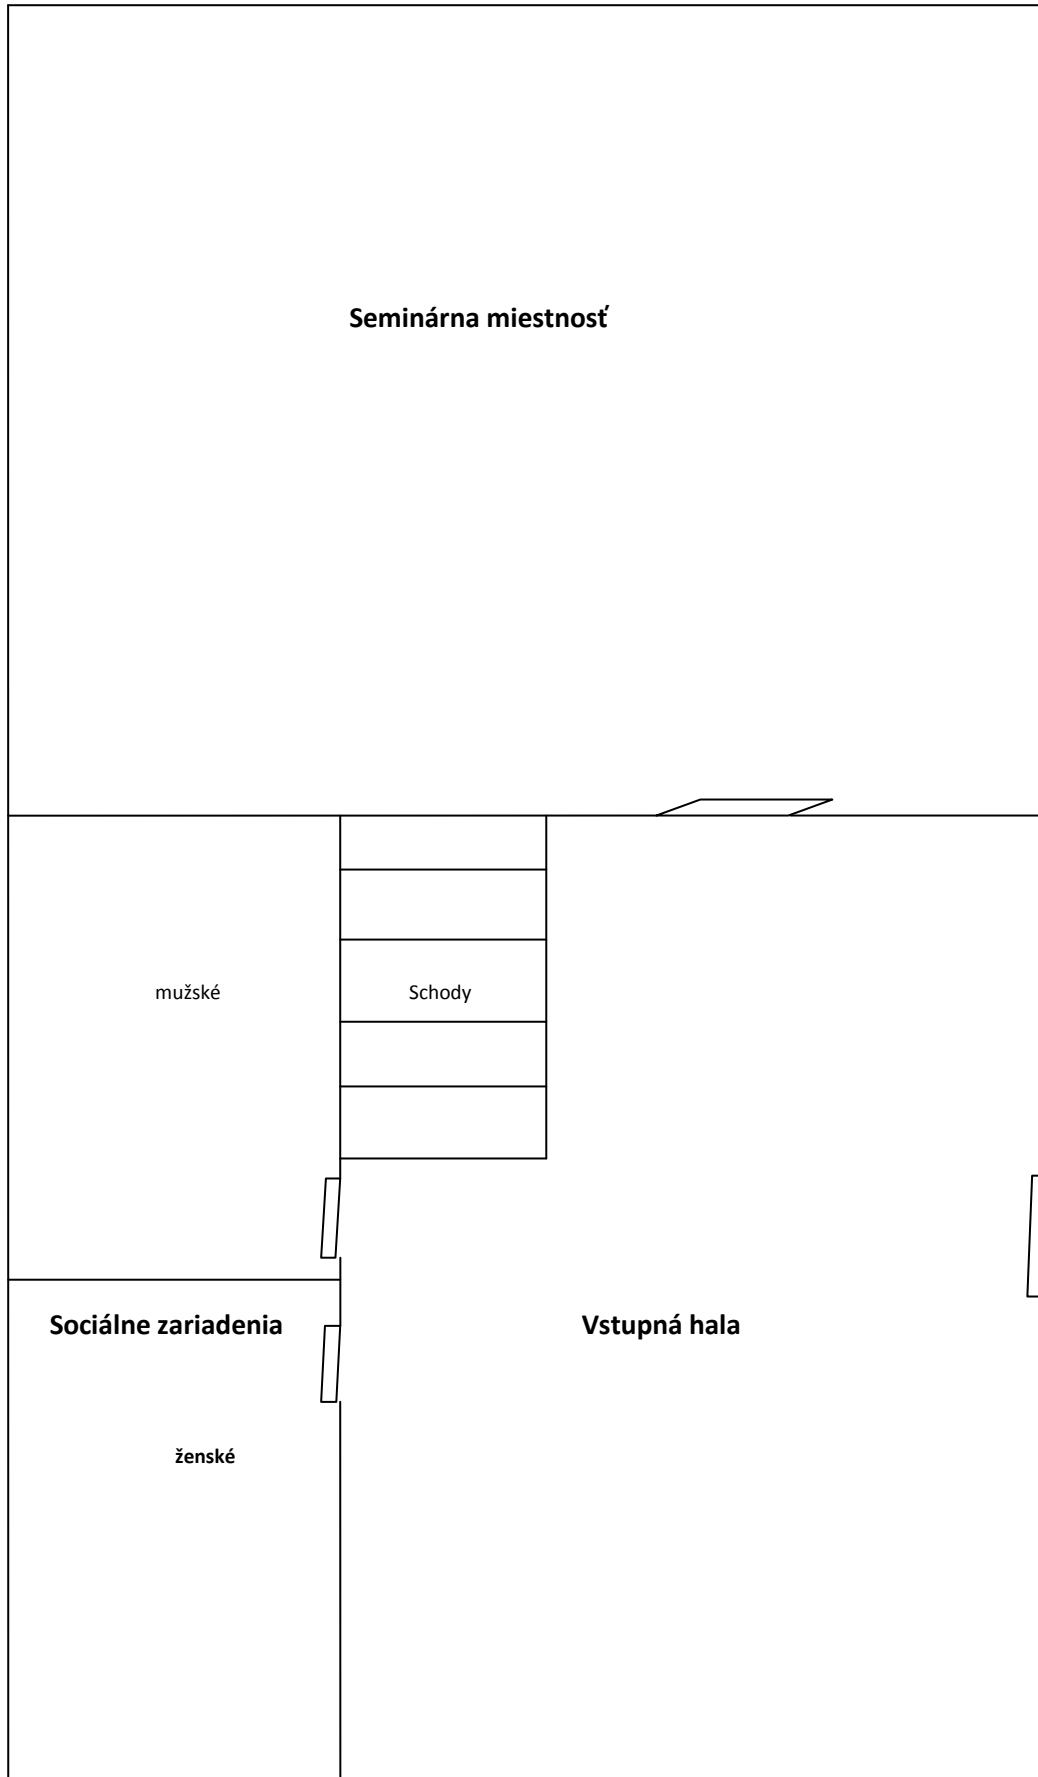 Seminárna miestnosť
mužské
Schody
Sociálne zariadenia
Vstupná hala
ženské